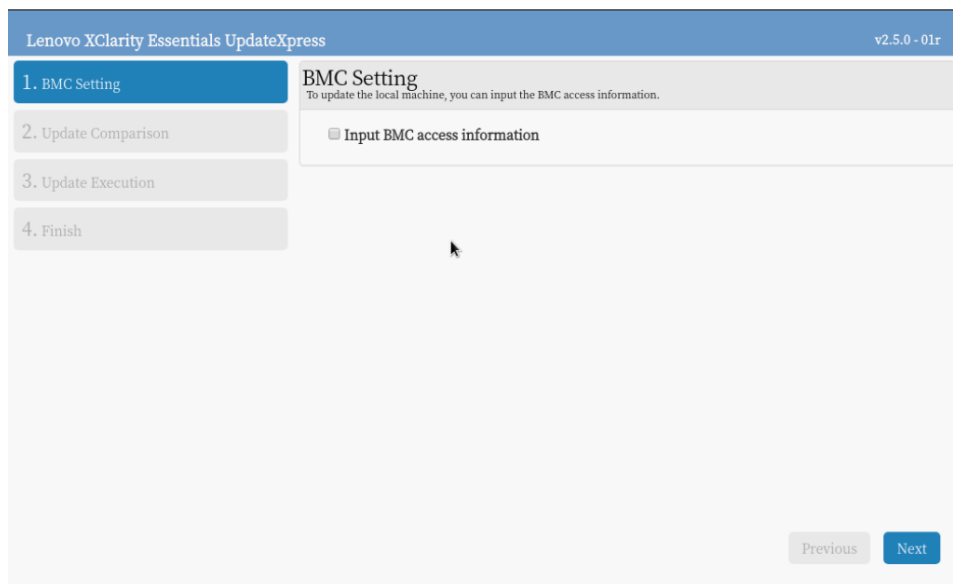 Lenovo XClarity Essentials UpdateXpress
v2.5.0 - 01r
1. BMC Setting
2. Update Comparison
3. Update Execution
4. Finish
BMC Setting
To update the local machine, you can input the BMC access information.
Input BMC access information
Previous
Next